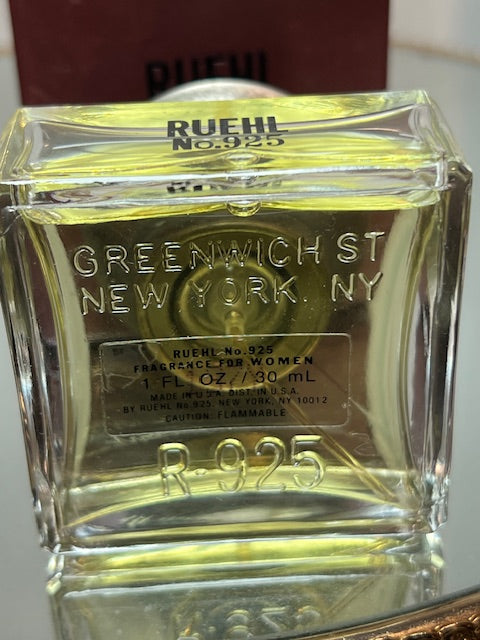 RUEHL
RUEHL
No.925
GREENWICH ST
NEW YORK, NY
RUEHL No.925
FRAGRANCE FOR WOMEN
1 FL OZ // 30 mL
MADE IN U.S.A. DIST. IN U.S.A.
BY RUEHL No.925, NEW YORK, NY 10012
CAUTION: FLAMMABLE
R-925